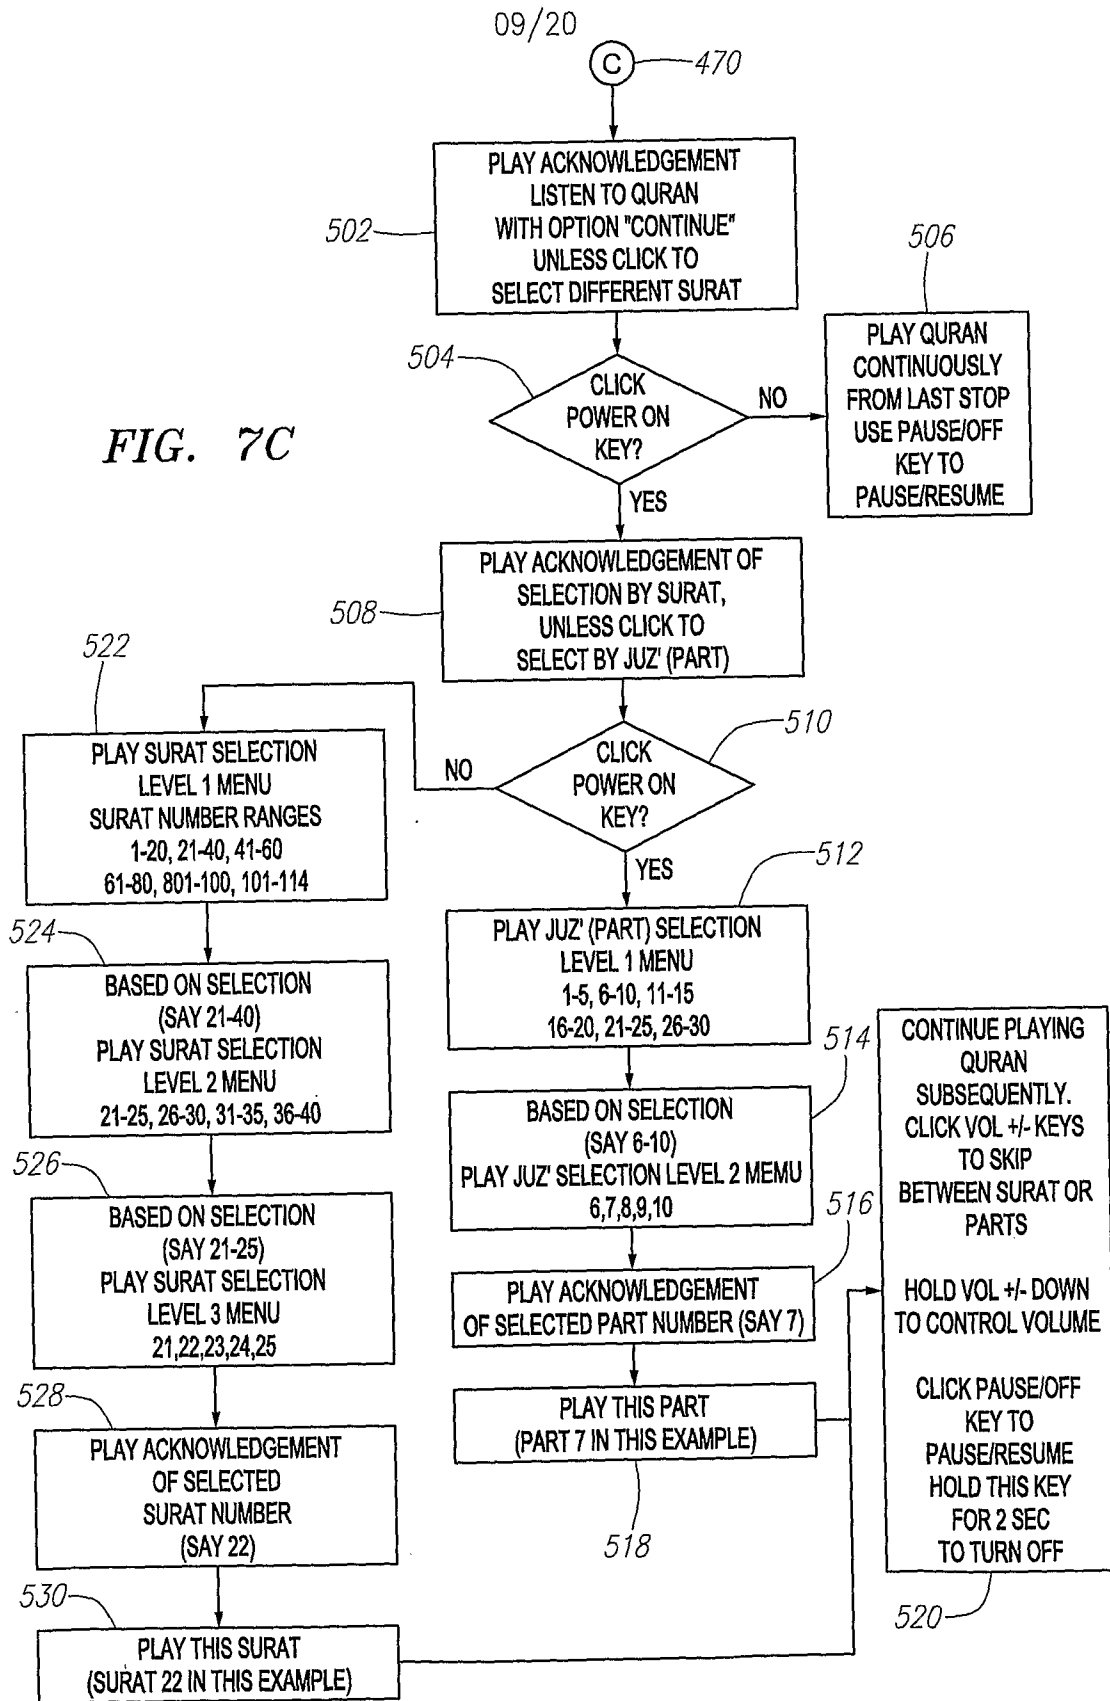 09/20
C
470
PLAY ACKNOWLEDGEMENT
LISTEN TO QURAN
WITH OPTION "CONTINUE"
UNLESS CLICK TO
SELECT DIFFERENT SURAT
502
506
504
CLICK
POWER ON
KEY?
NO
YES
PLAY QURAN
CONTINUOUSLY
FROM LAST STOP
USE PAUSE/OFF
KEY TO
PAUSE/RESUME
FIG. 7C
PLAY ACKNOWLEDGEMENT OF
SELECTION BY SURAT,
UNLESS CLICK TO
SELECT BY JUZ' (PART)
508
510
CLICK
POWER ON
KEY?
NO
YES
522
PLAY SURAT SELECTION
LEVEL 1 MENU
SURAT NUMBER RANGES
1-20, 21-40, 41-60
61-80, 801-100, 101-114
524
BASED ON SELECTION
(SAY 21-40)
PLAY SURAT SELECTION
LEVEL 2 MENU
21-25, 26-30, 31-35, 36-40
526
BASED ON SELECTION
(SAY 21-25)
PLAY SURAT SELECTION
LEVEL 3 MENU
21,22,23,24,25
528
PLAY ACKNOWLEDGEMENT
OF SELECTED
SURAT NUMBER
(SAY 22)
530
PLAY THIS SURAT
(SURAT 22 IN THIS EXAMPLE)
512
PLAY JUZ' (PART) SELECTION
LEVEL 1 MENU
1-5, 6-10, 11-15
16-20, 21-25, 26-30
514
BASED ON SELECTION
(SAY 6-10)
PLAY JUZ' SELECTION LEVEL 2 MEMU
6,7,8,9,10
516
PLAY ACKNOWLEDGEMENT
OF SELECTED PART NUMBER (SAY 7)
PLAY THIS PART
(PART 7 IN THIS EXAMPLE)
518
CONTINUE PLAYING
QURAN
SUBSEQUENTLY.
CLICK VOL +/- KEYS
TO SKIP
BETWEEN SURAT OR
PARTS
HOLD VOL +/- DOWN
TO CONTROL VOLUME
CLICK PAUSE/OFF
KEY TO
PAUSE/RESUME
HOLD THIS KEY
FOR 2 SEC
TO TURN OFF
520